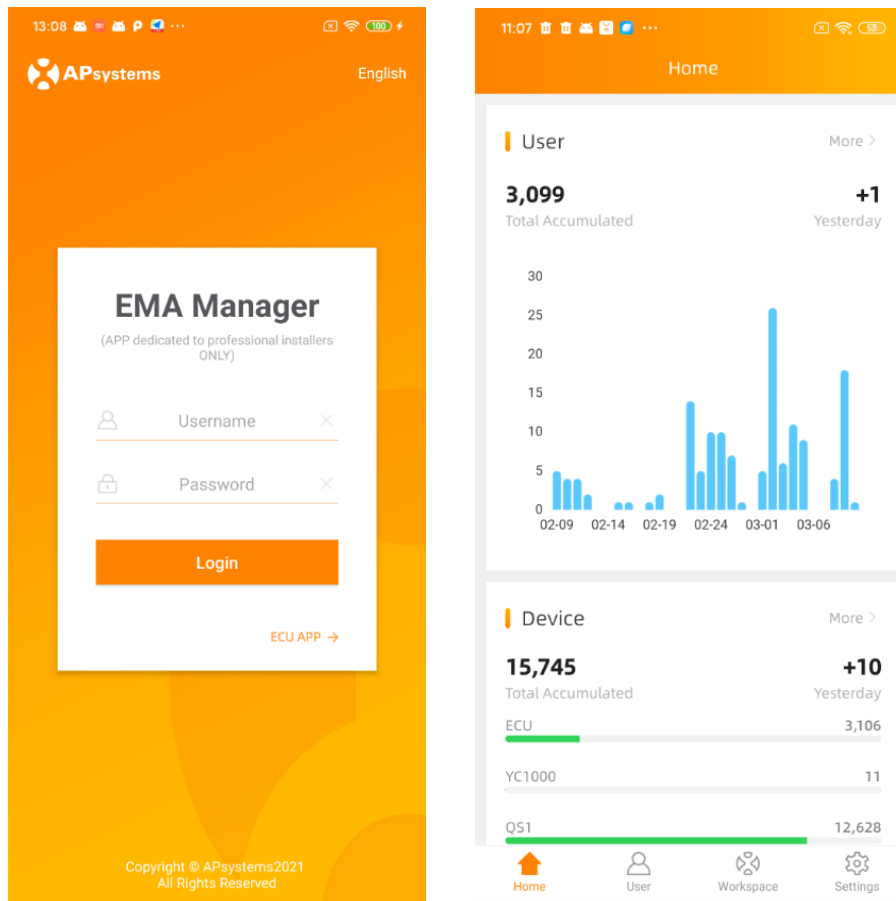 13:08
100
APsystems
English
EMA Manager
(APP dedicated to professional installers
ONLY)
Username
Password
Login
ECU APP →
Copyright © APsystems2021
All Rights Reserved
11:07
58
Home
User
More >
3,099
+1
Total Accumulated
Yesterday
30
25
20
15
10
5
0
02-09 02-14 02-19 02-24 03-01 03-06
Device
More >
15,745
+10
Total Accumulated
Yesterday
ECU
3,106
YC1000
11
QS1
12,628
Home
User
Workspace
Settings